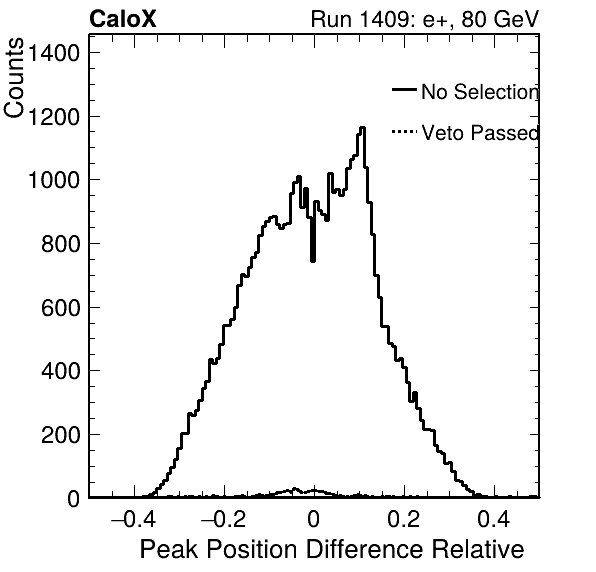 CaloX Run 1409: e+, 80 GeV
Counts
No Selection
Veto Passed
1400
1200
1000
800
600
400
200
0
−0.4 −0.2 0 0.2 0.4
Peak Position Difference Relative